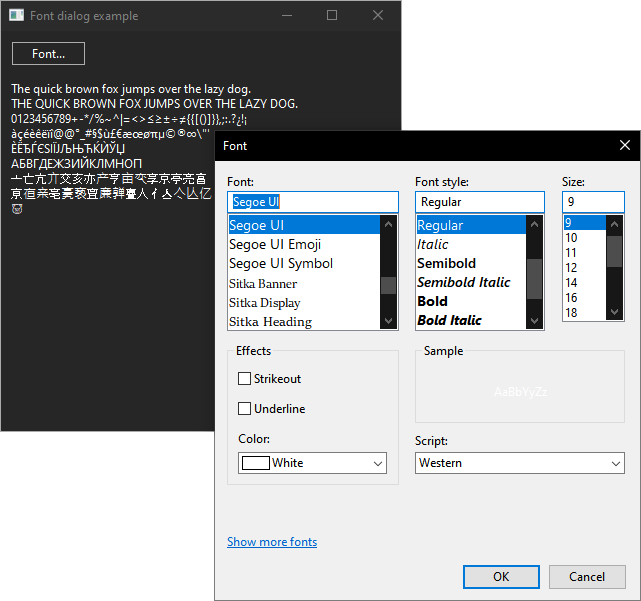 Font dialog example
Font...
The quick brown fox jumps over the lazy dog.
THE QUICK BROWN FOX JUMPS OVER THE LAZY DOG.
0123456789+-*/%~^|=<>≤≥±÷≠{{[()]}},;:.?¿!¡
àçéèêëïî@@°_#§$ù£€æœøπµ©®∞\"'
АБВГДЕЖЗИЙКЛМНОП
Font
Font:
Segoe UI
Segoe UI
Segoe UI Emoji
Segoe UI Symbol
Sitka Banner
Sitka Display
Sitka Heading
Font style:
Regular
Regular
Italic
Semibold
Semibold Italic
Bold
Bold Italic
Size:
9
9
10
11
12
14
16
18
Effects
Strikeout
Underline
Color:
White
Sample
AaBbYyZz
Script:
Western
Show more fonts
OK
Cancel